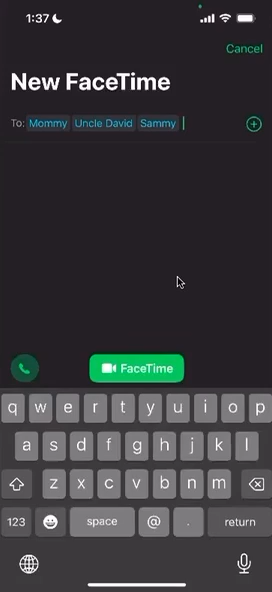 1:37
Cancel
New FaceTime
To: Mommy Uncle David Sammy
FaceTime
q w e r t y u i o p
a s d f g h j k l
z x c v b n m
123 space @ . return